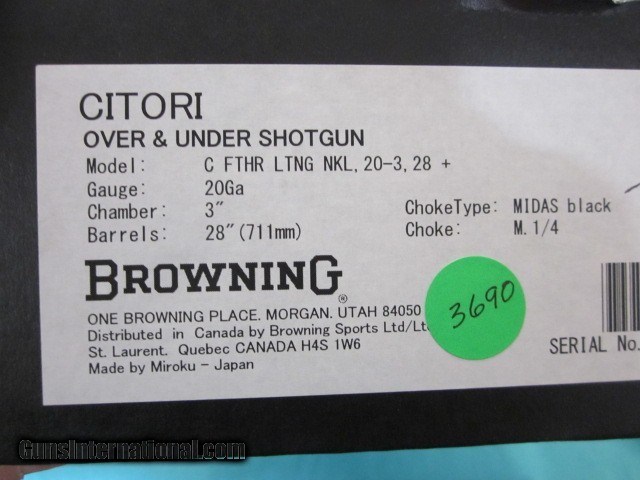 CITORI
OVER & UNDER SHOTGUN
Model: C FTHR LTNG NKL, 20-3, 28 +
Gauge: 20Ga
Chamber: 3" ChokeType: MIDAS black
Barrels: 28"(711mm) Choke: M. 1/4
BROWNING®
ONE BROWNING PLACE. MORGAN. UTAH 84050
Distributed in Canada by Browning Sports Ltd/Lt
St. Laurent. Quebec CANADA H4S 1W6
Made by Miroku - Japan
3690
SERIAL No.
GunsInternational.com